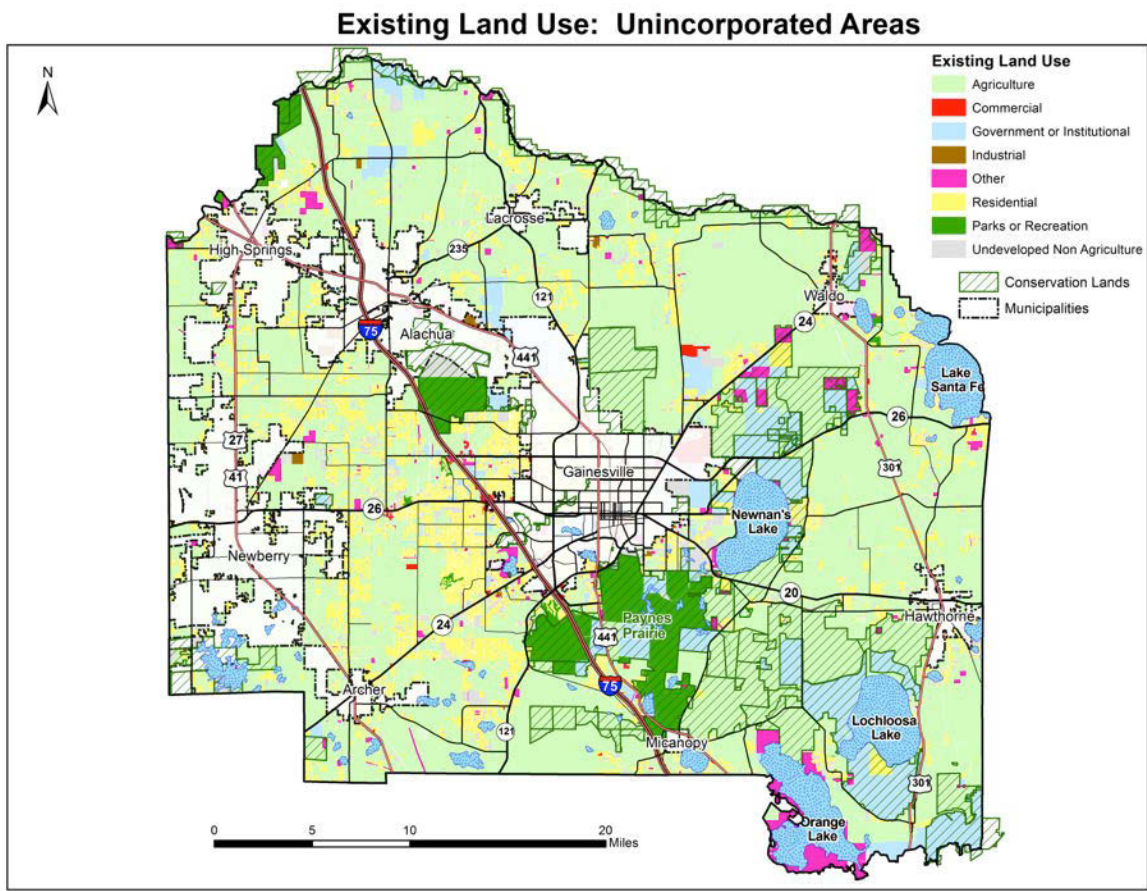 Existing Land Use: Unincorporated Areas
N
Existing Land Use
Agriculture
Commercial
Government or Institutional
Industrial
Other
Residential
Parks or Recreation
Undeveloped Non Agriculture
Conservation Lands
Municipalities
Lacrosse
High Springs
235
121
Waldo
24
75
Alachua
441
Lake
Santa Fe
26
27
301
41
Gainesville
26
Newnan's
Lake
Newberry
20
24
Paynes
Prairie
Hawthorne
441
75
Archer
Lochloosa
Lake
121
Micanopy
301
Orange
Lake
0
5
10
20
Miles